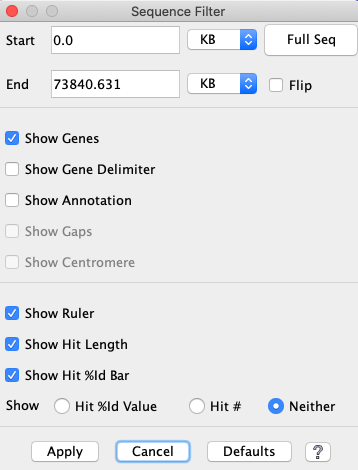 Sequence Filter
Start 0.0 KB Full Seq
End 73840.631 KB Flip
Show Genes
Show Gene Delimiter
Show Annotation
Show Gaps
Show Centromere
Show Ruler
Show Hit Length
Show Hit %Id Bar
Show Hit %Id Value Hit # Neither
Apply Cancel Defaults ?